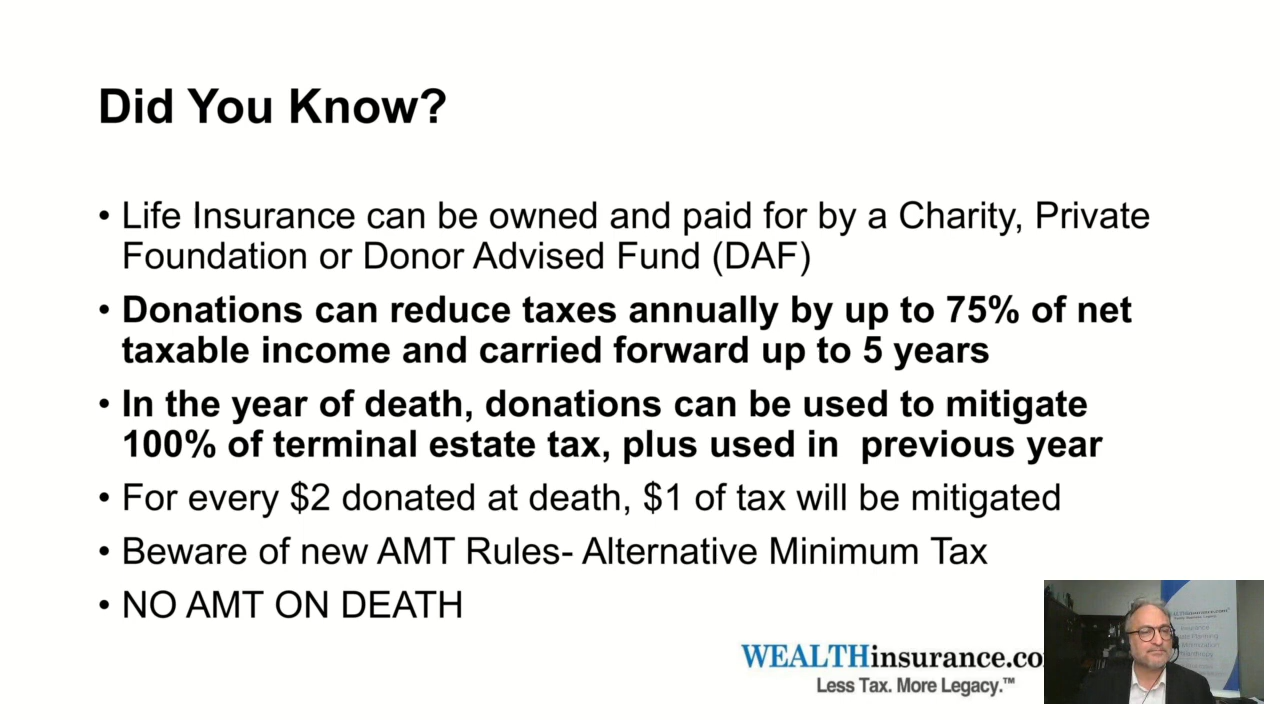 Did You Know?
• Life Insurance can be owned and paid for by a Charity, Private
Foundation or Donor Advised Fund (DAF)
• Donations can reduce taxes annually by up to 75% of net
taxable income and carried forward up to 5 years
• In the year of death, donations can be used to mitigate
100% of terminal estate tax, plus used in  previous year
• For every $2 donated at death, $1 of tax will be mitigated
• Beware of new AMT Rules- Alternative Minimum Tax
• NO AMT ON DEATH
WEALTHinsurance.co
Less Tax. More Legacy.™